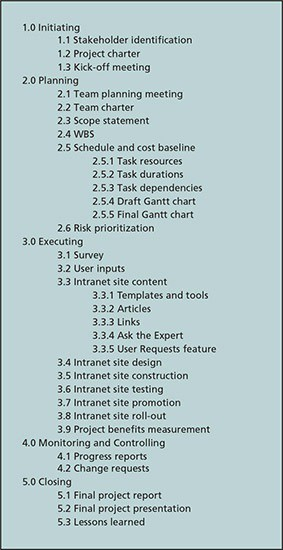 1.0 Initiating
1.1 Stakeholder identification
1.2 Project charter
1.3 Kick-off meeting
2.0 Planning
2.1 Team planning meeting
2.2 Team charter
2.3 Scope statement
2.4 WBS
2.5 Schedule and cost baseline
2.5.1 Task resources
2.5.2 Task durations
2.5.3 Task dependencies
2.5.4 Draft Gantt chart
2.5.5 Final Gantt chart
2.6 Risk prioritization
3.0 Executing
3.1 Survey
3.2 User inputs
3.3 Intranet site content
3.3.1 Templates and tools
3.3.2 Articles
3.3.3 Links
3.3.4 Ask the Expert
3.3.5 User Requests feature
3.4 Intranet site design
3.5 Intranet site construction
3.6 Intranet site testing
3.7 Intranet site promotion
3.8 Intranet site roll-out
3.9 Project benefits measurement
4.0 Monitoring and Controlling
4.1 Progress reports
4.2 Change requests
5.0 Closing
5.1 Final project report
5.2 Final project presentation
5.3 Lessons learned